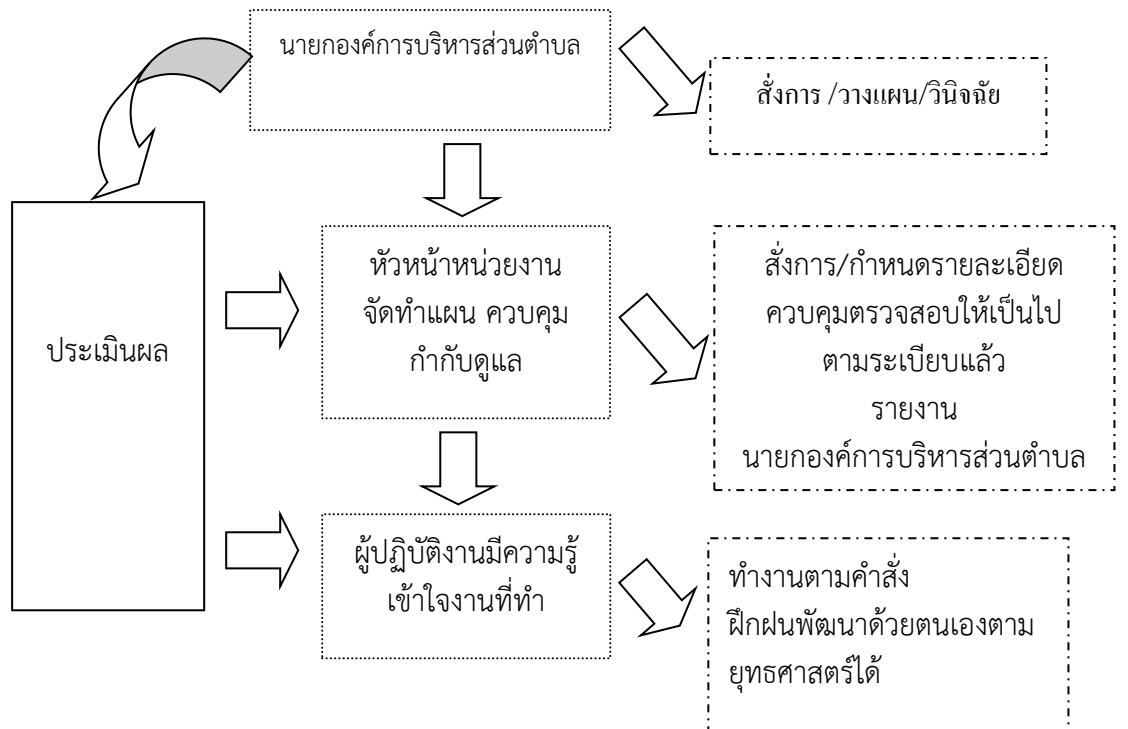 นายกองค์การบริหารส่วนตำบล
สั่งการ /วางแผน/วินิจฉัย
ประเมินผล
หัวหน้าหน่วยงาน
จัดทำแผน ควบคุม
กำกับดูแล
สั่งการ/กำหนดรายละเอียด
ควบคุมตรวจสอบให้เป็นไป
ตามระเบียบแล้ว
รายงาน
นายกองค์การบริหารส่วนตำบล
ผู้ปฏิบัติงานมีความรู้
เข้าใจงานที่ทำ
ทำงานตามคำสั่ง
ฝึกฝนพัฒนาด้วยตนเองตาม
ยุทธศาสตร์ได้